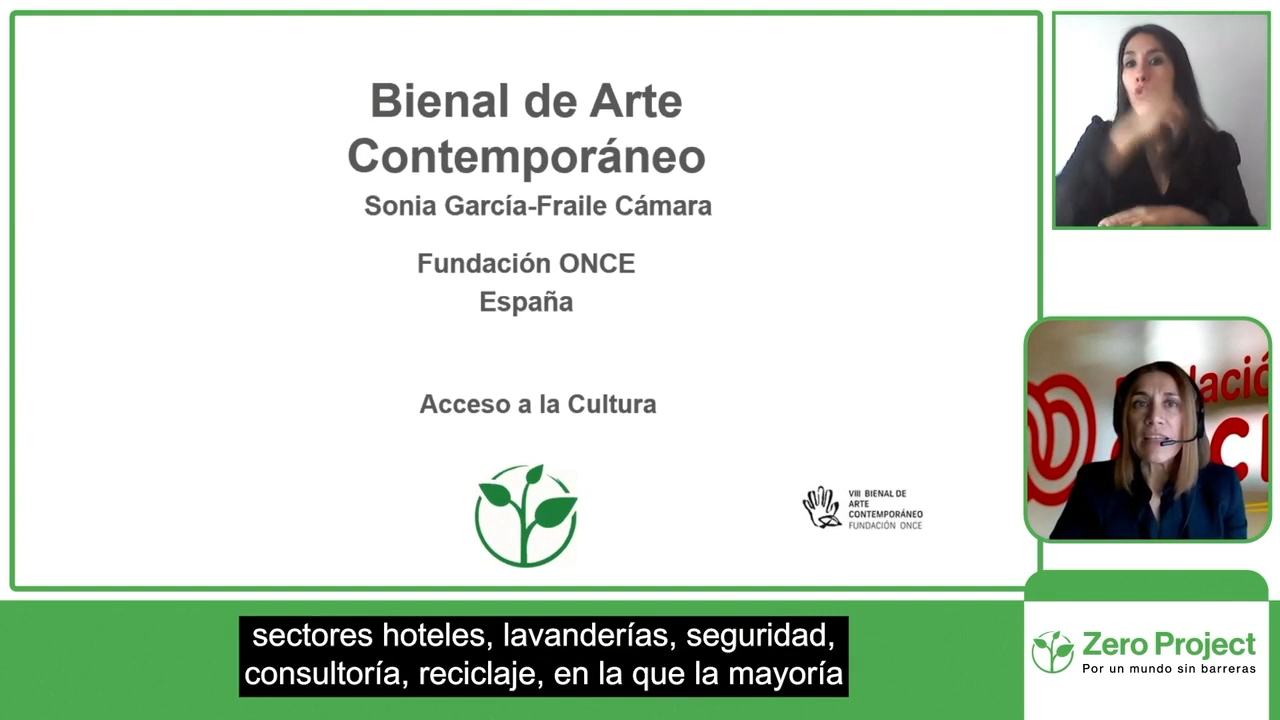 Bienal de Arte
Contemporáneo
Sonia García-Fraile Cámara
Fundación ONCE
España
Acceso a la Cultura
VIII BIENAL DE
ARTE
CONTEMPORÁNEO
FUNDACIÓN ONCE
sectores hoteles, lavanderías, seguridad,
consultoría, reciclaje, en la que la mayoría
Zero Project
Por un mundo sin barreras